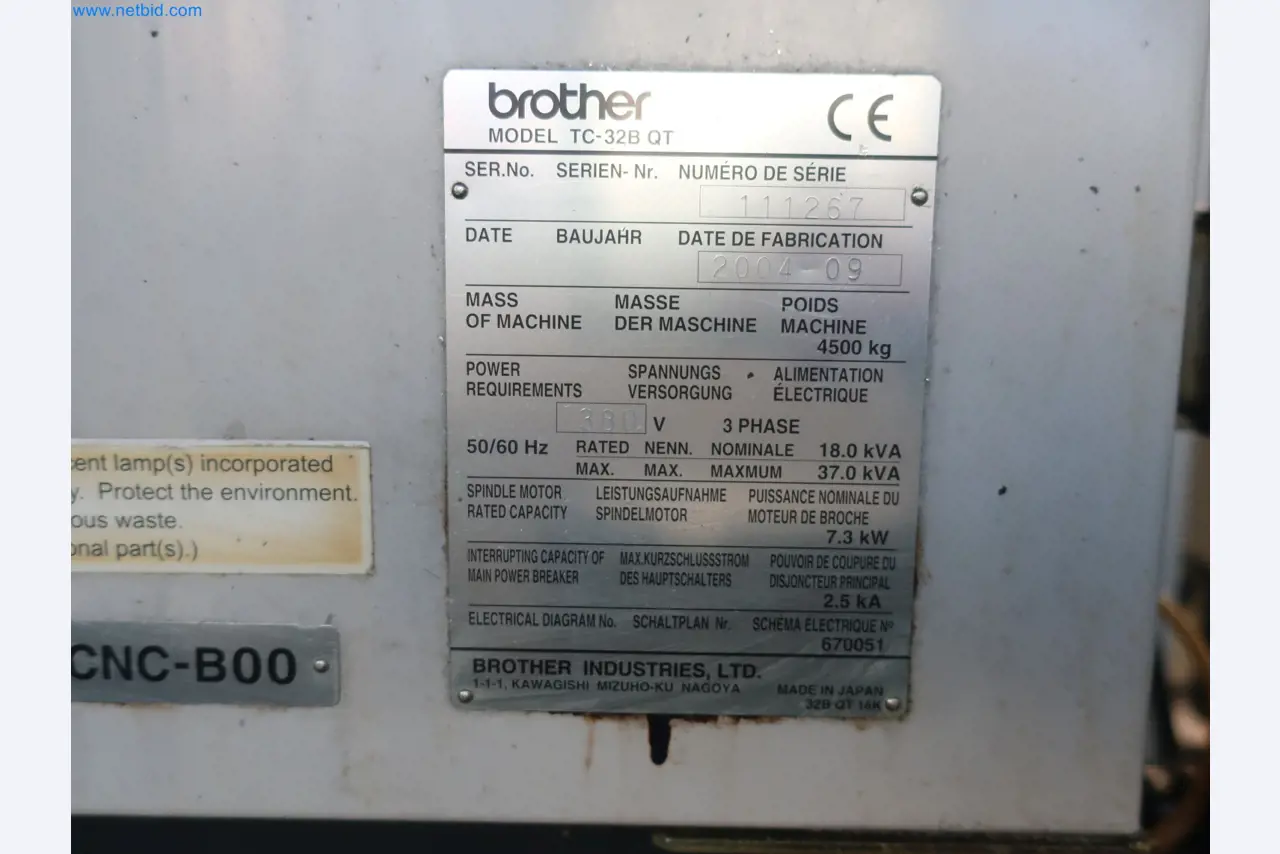 www.netbid.com
brother
CE
MODEL TC-32B QT
SER.No. SERIEN- Nr. NUMÉRO DE SÉRIE
111267
DATE BAUJAHR DATE DE FABRICATION
2004-09
MASS MASSE POIDS
OF MACHINE DER MASCHINE MACHINE
4500 kg
POWER SPANNUNGS ALIMENTATION
REQUIREMENTS VERSORGUNG ÉLECTRIQUE
380 V 3 PHASE
50/60 Hz RATED NENN. NOMINALE 18.0 kVA
MAX. MAX. MAXMUM 37.0 kVA
SPINDLE MOTOR LEISTUNGSAUFNAHME PUISSANCE NOMINALE DU
RATED CAPACITY SPINDELMOTOR MOTEUR DE BROCHE
7.3 kW
INTERRUPTING CAPACITY OF MAX.KURZSCHLUSSSTROM POUVOIR DE COUPURE DU
MAIN POWER BREAKER DES HAUPTSCHALTERS DISJONCTEUR PRINCIPAL
2.5 kA
ELECTRICAL DIAGRAM No. SCHALTPLAN Nr. SCHÉMA ÉLECTRIQUE Nº
670051
BROTHER INDUSTRIES, LTD.
1-1-1, KAWAGISHI MIZUHO-KU NAGOYA MADE IN JAPAN
32B QT 14K
cent lamp(s) incorporated
y. Protect the environment.
ous waste.
onal part(s).)
CNC-B00